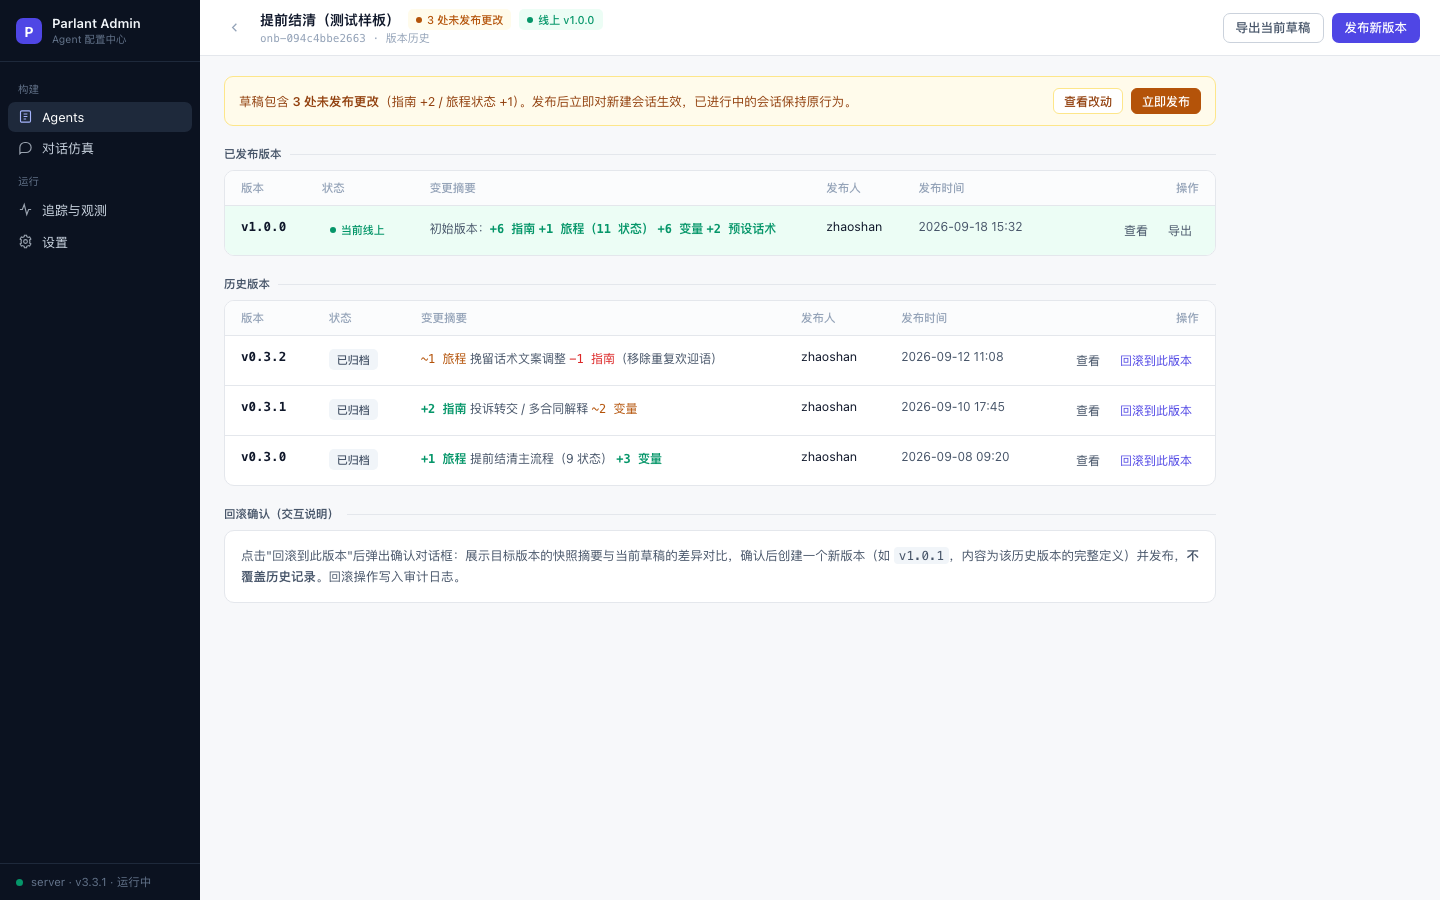 P
Parlant Admin
Agent 配置中心
构建
Agents
对话仿真
运行
追踪与观测
设置
server · v3.3.1 · 运行中
提前结清（测试样板） 3 处未发布更改 线上 v1.0.0
onb-094c4bbe2663 · 版本历史
导出当前草稿 发布新版本
草稿包含 3 处未发布更改（指南 +2 / 旅程状态 +1）。发布后立即对新建会话生效，已进行中的会话保持原行为。 查看改动 立即发布
已发布版本
版本 状态 变更摘要 发布人 发布时间 操作
v1.0.0 当前线上 初始版本：+6 指南 +1 旅程（11 状态） +6 变量 +2 预设话术 zhaoshan 2026-09-18 15:32 查看 导出
历史版本
版本 状态 变更摘要 发布人 发布时间 操作
v0.3.2 已归档 ~1 旅程 挽留话术文案调整 −1 指南（移除重复欢迎语） zhaoshan 2026-09-12 11:08 查看 回滚到此版本
v0.3.1 已归档 +2 指南 投诉转交 / 多合同解释 ~2 变量 zhaoshan 2026-09-10 17:45 查看 回滚到此版本
v0.3.0 已归档 +1 旅程 提前结清主流程（9 状态） +3 变量 zhaoshan 2026-09-08 09:20 查看 回滚到此版本
回滚确认（交互说明）
点击"回滚到此版本"后弹出确认对话框：展示目标版本的快照摘要与当前草稿的差异对比，确认后创建一个新版本（如 v1.0.1，内容为该历史版本的完整定义）并发布，不
覆盖历史记录。回滚操作写入审计日志。